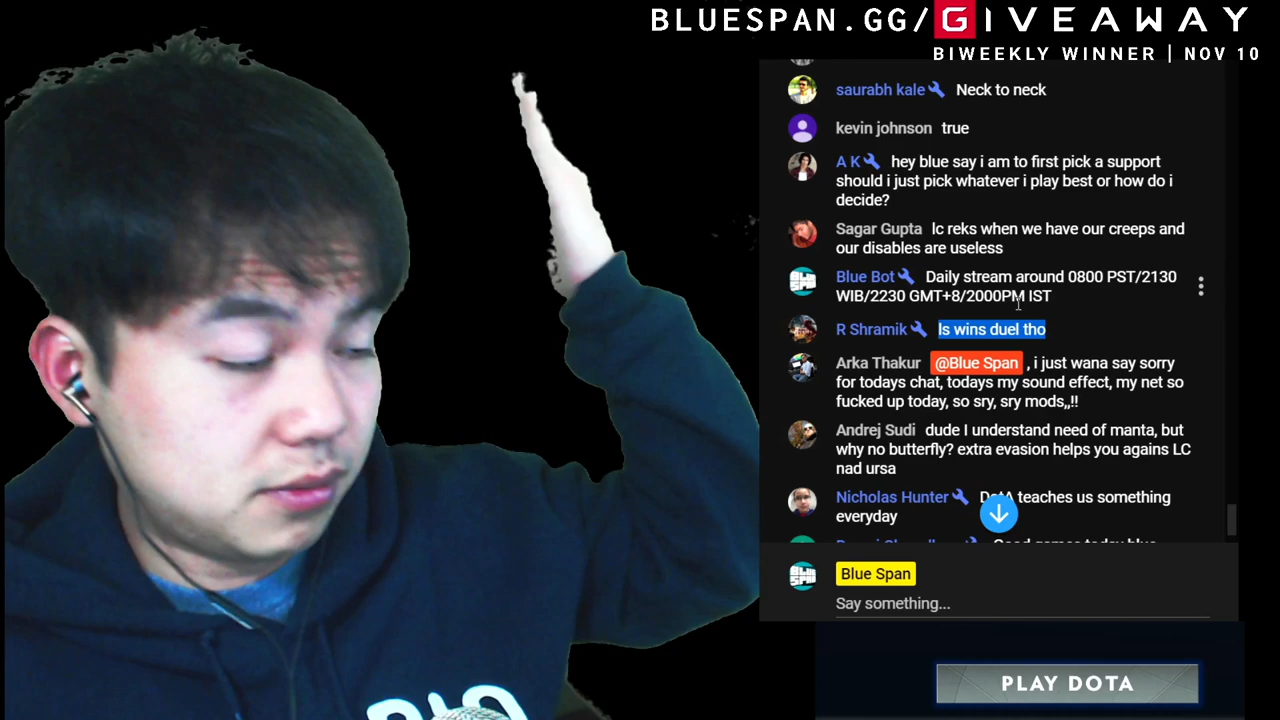 BLUESPAN.GG/GIVEAWAY
BIWEEKLY WINNER | NOV 10
saurabh kale Neck to neck
kevin johnson true
A K hey blue say i am to first pick a support
should i just pick whatever i play best or how do i
decide?
Sagar Gupta lc reks when we have our creeps and
our disables are useless
Blue Bot Daily stream around 0800 PST/2130
WIB/2230 GMT+8/2000PM IST
R Shramik ls wins duel tho
Arka Thakur @Blue Span , i just wana say sorry
for todays chat, todays my sound effect, my net so
fucked up today, so sry, sry mods,,!!
Andrej Sudi dude I understand need of manta, but
why no butterfly? extra evasion helps you agains LC
nad ursa
Nicholas Hunter DotA teaches us something
everyday
Good games today blue
Blue Span
Say something...
PLAY DOTA